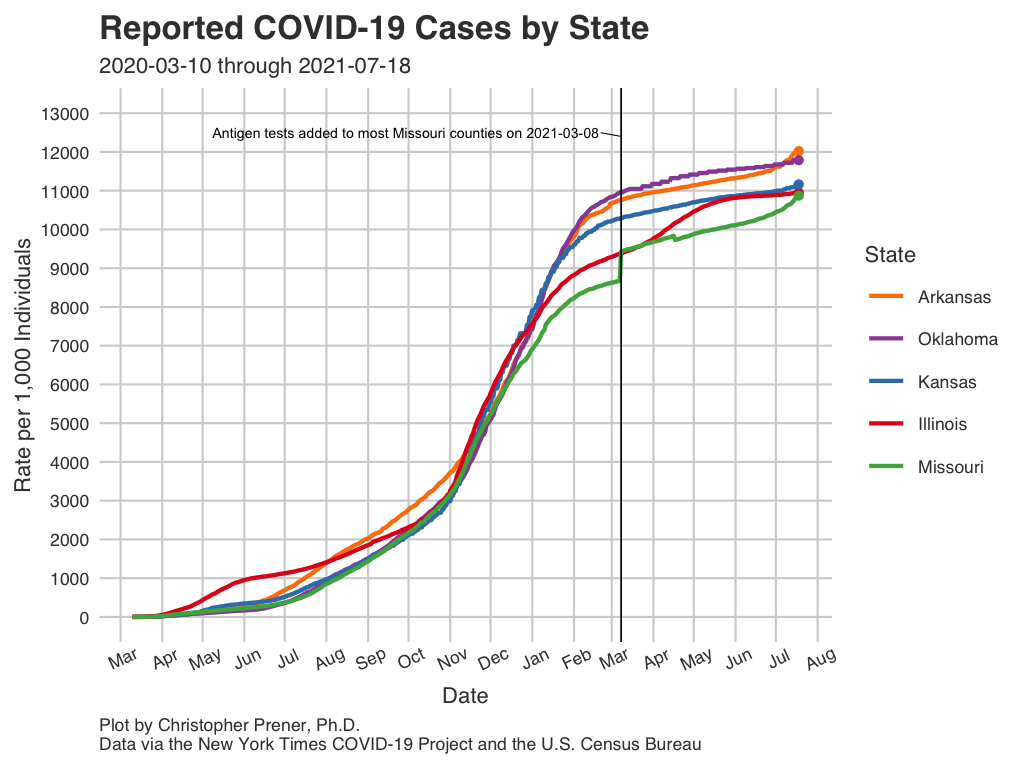 Reported COVID-19 Cases by State
2020-03-10 through 2021-07-18
13000
12000
11000
10000
9000
8000
7000
6000
5000
4000
3000
2000
1000
0
Rate per 1,000 Individuals
Antigen tests added to most Missouri counties on 2021-03-08
Mar Apr May Jun Jul Aug Sep Oct Nov Dec Jan Feb Mar Apr May Jun Jul Aug
Date
State
Arkansas
Oklahoma
Kansas
Illinois
Missouri
Plot by Christopher Prener, Ph.D.
Data via the New York Times COVID-19 Project and the U.S. Census Bureau